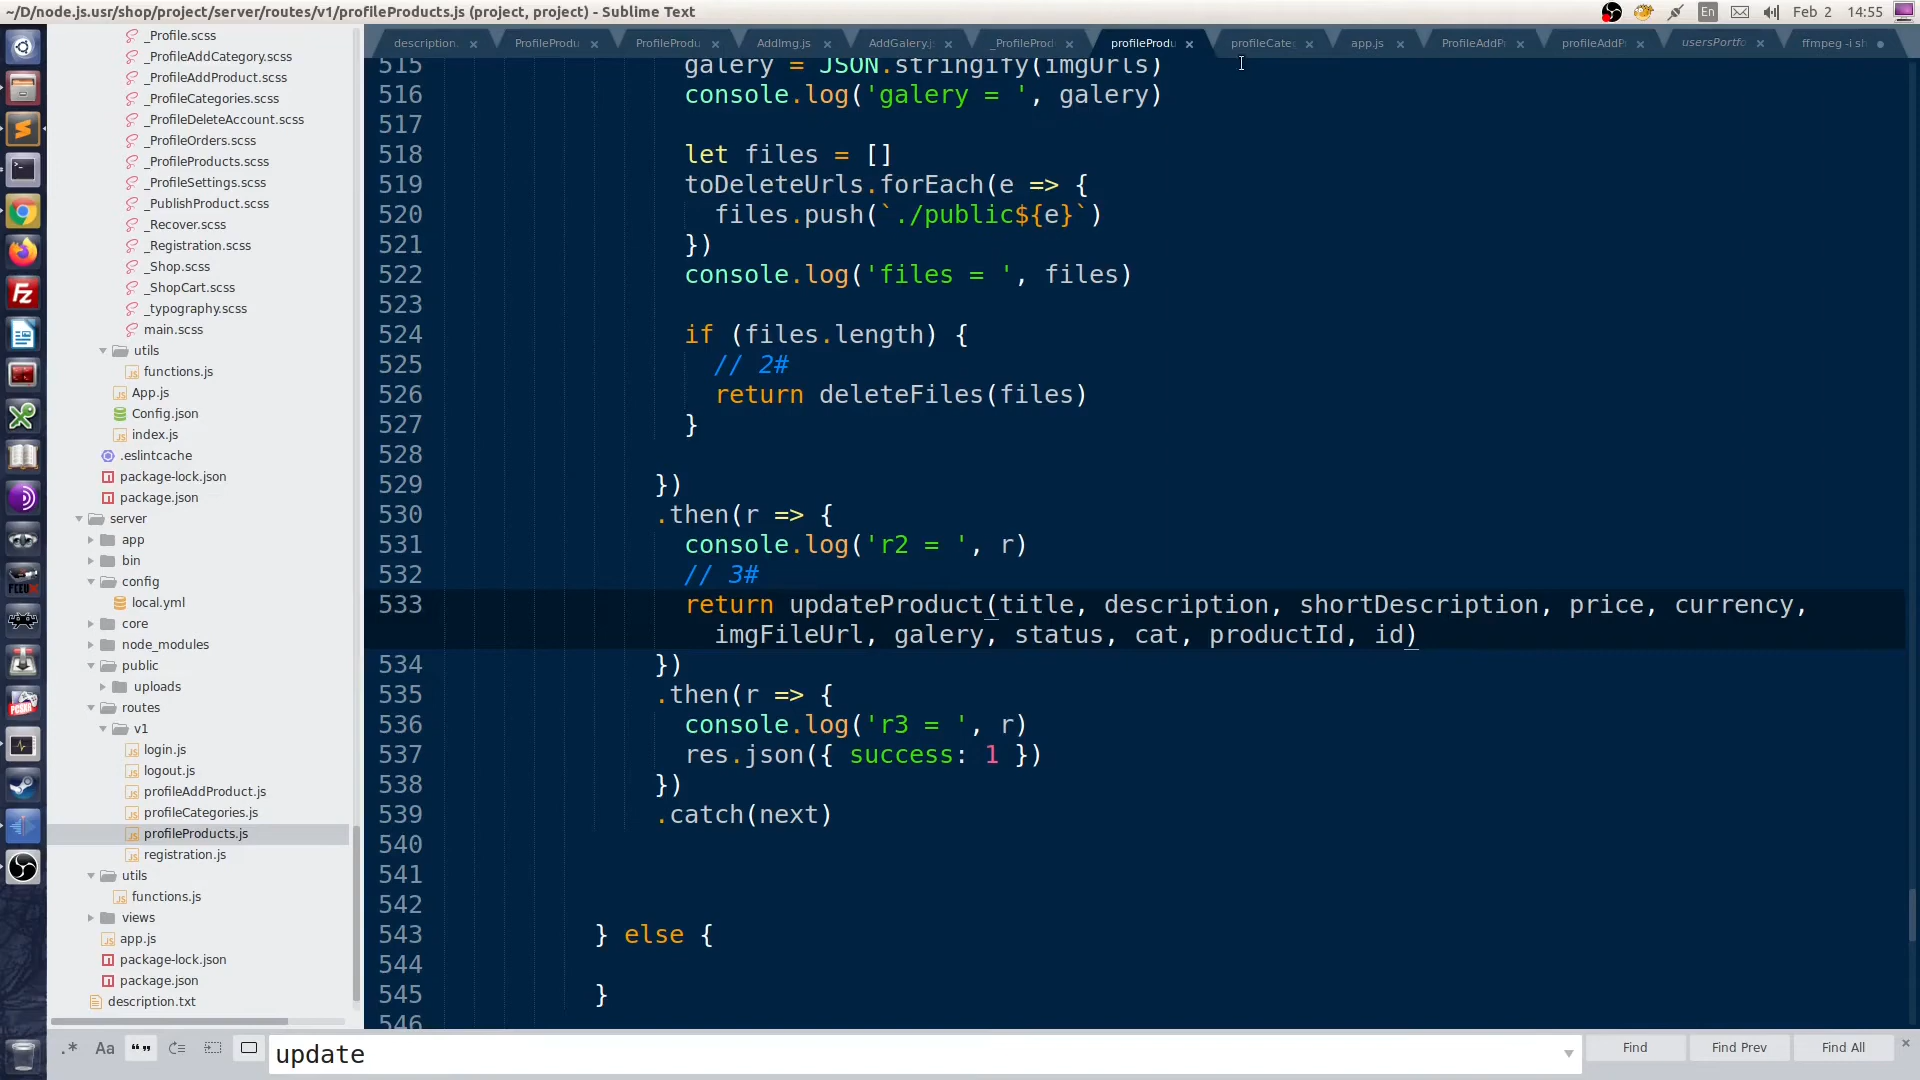 ~/D/node.js.usr/shop/project/server/routes/v1/profileProducts.js (project, project) - Sublime Text
En
Feb 2
14:55
description.
ProfileProdu
ProfileProdu
AddImg.js
AddGalery.j
_ProfileProd
profileProdu
profileCate
app.js
ProfileAddP
profileAddP
usersPortfo
ffmpeg -i sh
_Profile.scss
_ProfileAddCategory.scss
_ProfileAddProduct.scss
_ProfileCategories.scss
_ProfileDeleteAccount.scss
_ProfileOrders.scss
_ProfileProducts.scss
_ProfileSettings.scss
_PublishProduct.scss
_Recover.scss
_Registration.scss
_Shop.scss
_ShopCart.scss
_typography.scss
main.scss
utils
functions.js
App.js
Config.json
index.js
.eslintcache
package-lock.json
package.json
server
app
bin
config
local.yml
core
node_modules
public
uploads
routes
v1
login.js
logout.js
profileAddProduct.js
profileCategories.js
profileProducts.js
registration.js
utils
functions.js
views
app.js
package-lock.json
package.json
description.txt
515 galery = JSON.stringify(imgUrls)
516 console.log('galery = ', galery)
517
518 let files = []
519 toDeleteUrls.forEach(e => {
520 files.push(`./public${e}`)
521 })
522 console.log('files = ', files)
523
524 if (files.length) {
525 // 2#
526 return deleteFiles(files)
527 }
528
529 })
530 .then(r => {
531 console.log('r2 = ', r)
532 // 3#
533 return updateProduct(title, description, shortDescription, price, currency,
imgFileUrl, galery, status, cat, productId, id)
534 })
535 .then(r => {
536 console.log('r3 = ', r)
537 res.json({ success: 1 })
538 })
539 .catch(next)
540
541
542
543 } else {
544
545 }
546
.*
Aa
“”
update
Find
Find Prev
Find All